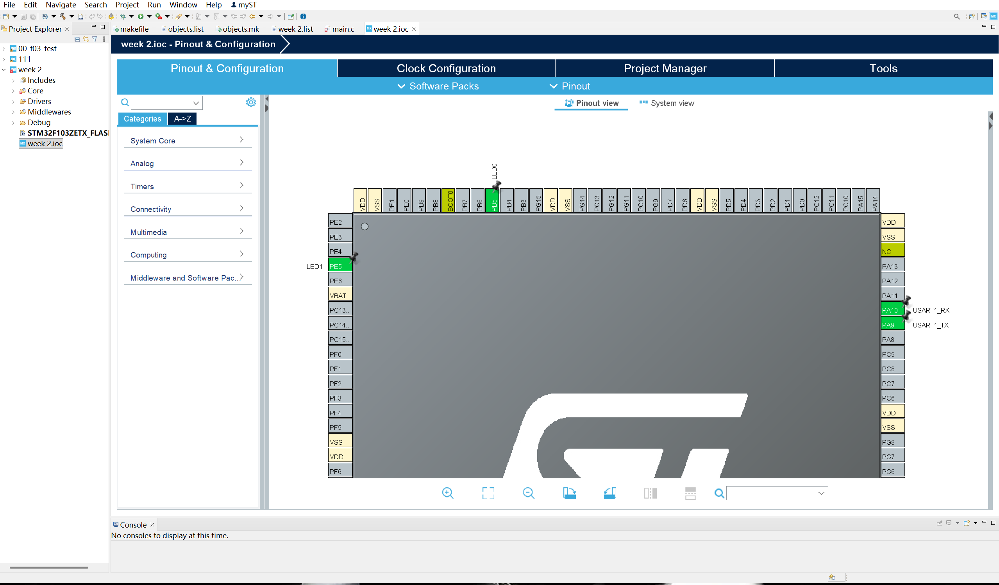 File Edit Navigate Search Project Run Window Help myST
Project Explorer
makefile objects.list objects.mk week 2.list main.c week 2.ioc
week 2.ioc - Pinout & Configuration
00_f03_test
111
week 2
Includes
Core
Drivers
Middlewares
Debug
STM32F103ZETX_FLAS
week 2.ioc
Pinout & Configuration Clock Configuration Project Manager Tools
Software Packs Pinout
Pinout view System view
Categories A->Z
System Core
Analog
Timers
Connectivity
Multimedia
Computing
Middleware and Software Pac...
LED0
VDD VSS PE1 PE0 PB9 PB8 BOOT0 PB7 PB6 PB5 PB4 PB3 PG15 VDD VSS PG14 PG13 PG12 PG11 PG10 PG9 PD7 PD6 VDD VSS PD5 PD4 PD3 PD2 PD1 PD0 PC12 PC11 PC10 PA15 PA14
PE2
PE3
PE4
LED1 PE5
PE6
VBAT
PC13..
PC14..
PC15..
PF0
PF1
PF2
PF3
PF4
PF5
VSS
VDD
PF6
VDD
VSS
NC
PA13
PA12
PA11
PA10 USART1_RX
PA9 USART1_TX
PA8
PC9
PC8
PC7
PC6
VDD
VSS
PG8
PG7
PG6
Console
No consoles to display at this time.